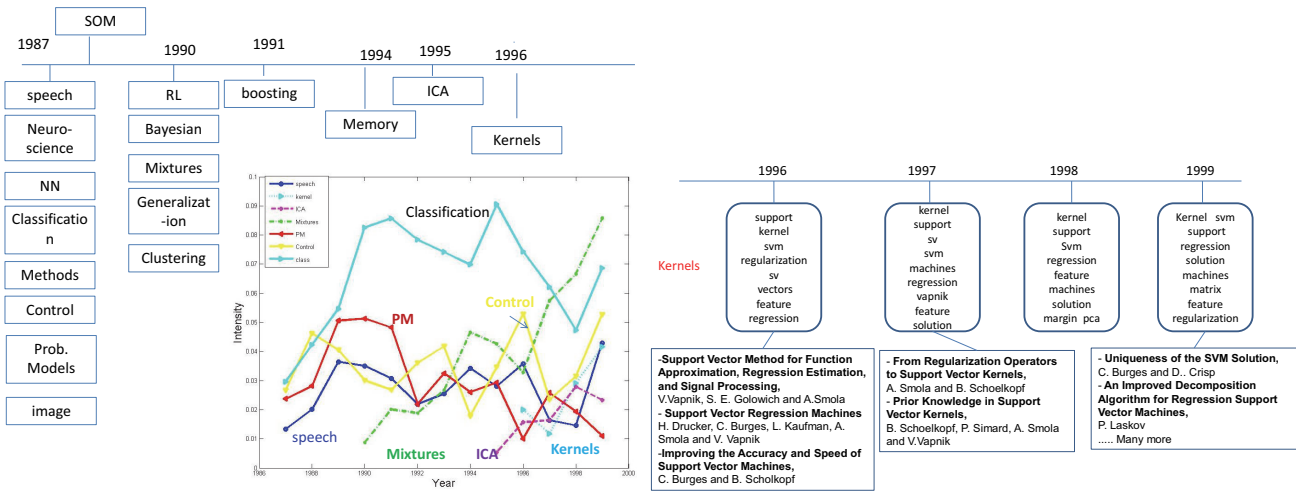 SOM
1987
1990
1991
1994
1995
1996
speech
Neuro-
science
NN
Classificatio
n
Methods
Control
Prob.
Models
image
RL
Bayesian
Mixtures
Generalizat
-ion
Clustering
boosting
Memory
ICA
Kernels
speech
kernel
ICA
Mixtures
PM
Control
class
Classification
Control
PM
speech
Mixtures
ICA
Kernels
Intensity
0.1
0.09
0.08
0.07
0.06
0.05
0.04
0.03
0.02
0.01
0
1986
1988
1990
1992
1994
1996
1998
2000
Year
1996
1997
1998
1999
Kernels
support
kernel
svm
regularization
sv
vectors
feature
regression
kernel
support
sv
svm
machines
regression
vapnik
feature
solution
kernel
support
Svm
regression
feature
machines
solution
margin pca
Kernel svm
support
regression
solution
machines
matrix
feature
regularization
-Support Vector Method for Function
Approximation, Regression Estimation,
and Signal Processing,
V.Vapnik, S. E. Golowich and A.Smola
- Support Vector Regression Machines
H. Drucker, C. Burges, L. Kaufman, A.
Smola and V. Vapnik
-Improving the Accuracy and Speed of
Support Vector Machines,
C. Burges and B. Scholkopf
- From Regularization Operators
to Support Vector Kernels,
A. Smola and B. Schoelkopf
- Prior Knowledge in Support
Vector Kernels,
B. Schoelkopf, P. Simard, A. Smola
and V.Vapnik
- Uniqueness of the SVM Solution,
C. Burges and D.. Crisp
- An Improved Decomposition
Algorithm for Regression Support
Vector Machines,
P. Laskov
..... Many more